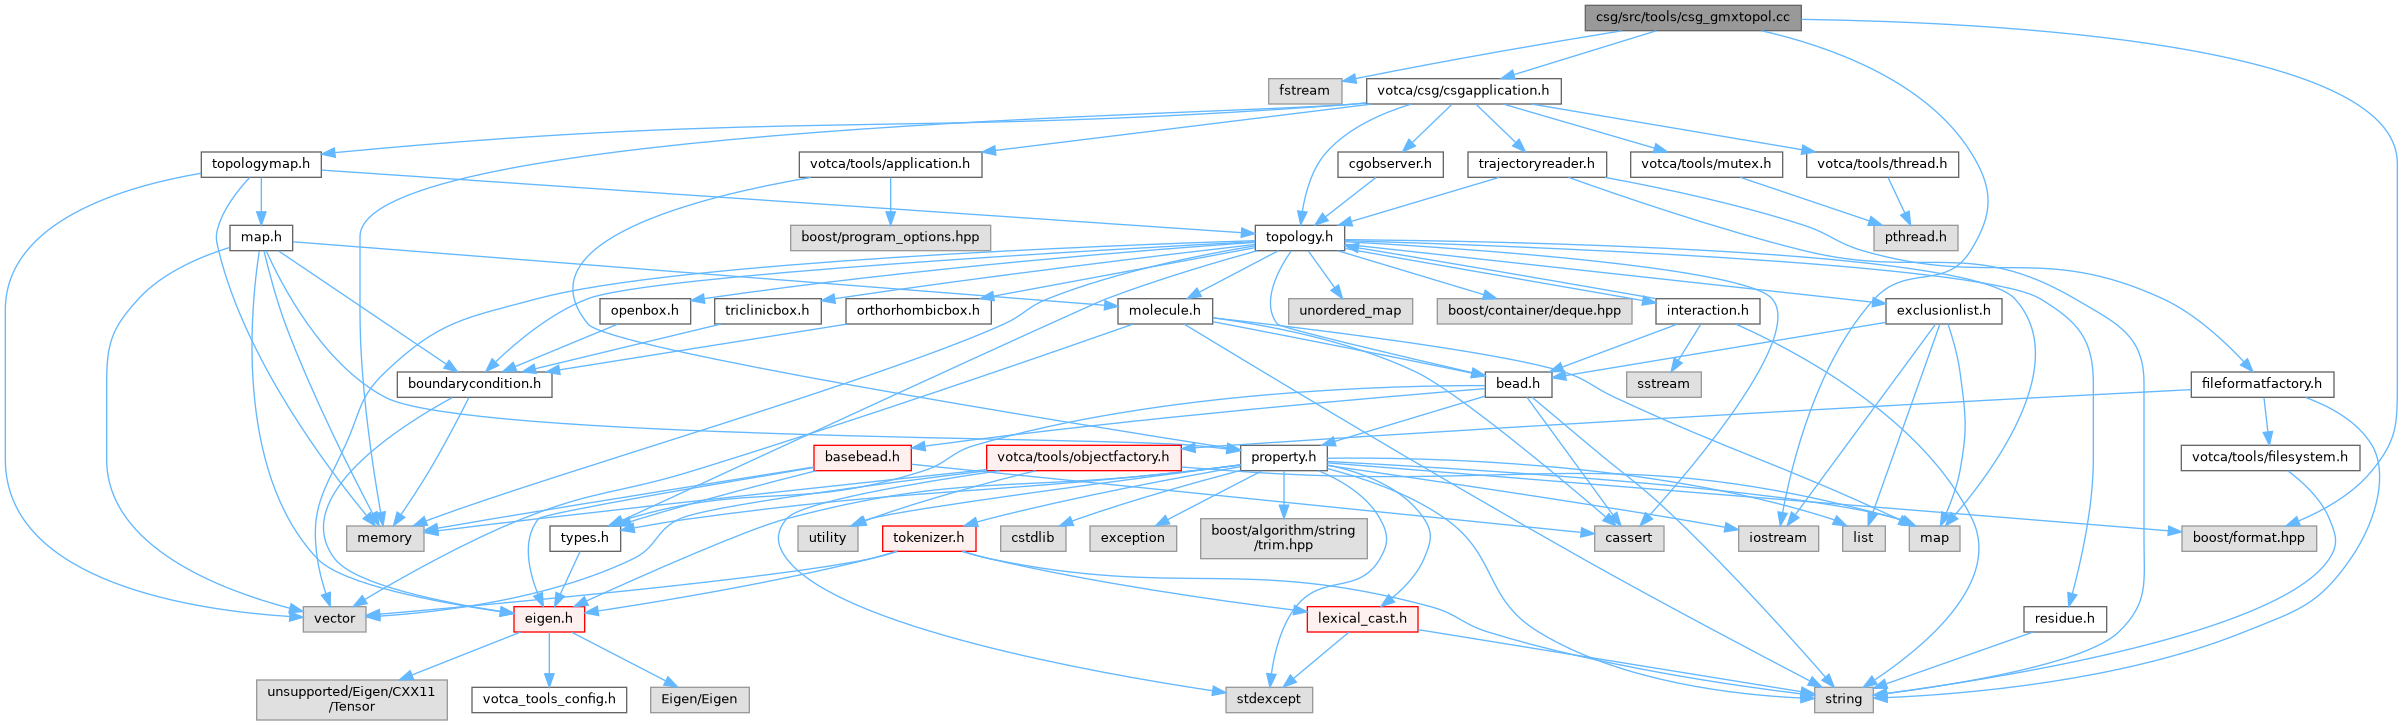 csg/src/tools/csg_gmxtopol.cc
fstream
votca/csg/csgapplication.h
topologymap.h
votca/tools/application.h
cgobserver.h
trajectoryreader.h
votca/tools/mutex.h
votca/tools/thread.h
map.h
boost/program_options.hpp
topology.h
pthread.h
openbox.h
triclinicbox.h
orthorhombicbox.h
molecule.h
unordered_map
boost/container/deque.hpp
interaction.h
exclusionlist.h
boundarycondition.h
bead.h
sstream
fileformatfactory.h
basebead.h
votca/tools/objectfactory.h
property.h
votca/tools/filesystem.h
memory
types.h
utility
tokenizer.h
cstdlib
exception
boost/algorithm/string
/trim.hpp
cassert
iostream
list
map
boost/format.hpp
vector
eigen.h
lexical_cast.h
residue.h
unsupported/Eigen/CXX11
/Tensor
votca_tools_config.h
Eigen/Eigen
stdexcept
string